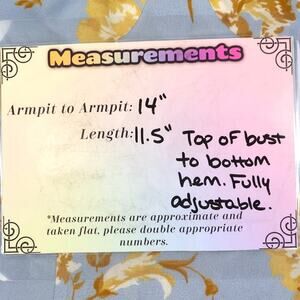 Measurements
Armpit to Armpit: 14"
Length: 11.5" Top of bust
to bottom
hem. Fully
adjustable.
*Measurements are approximate and
taken flat, please double appropriate
numbers.